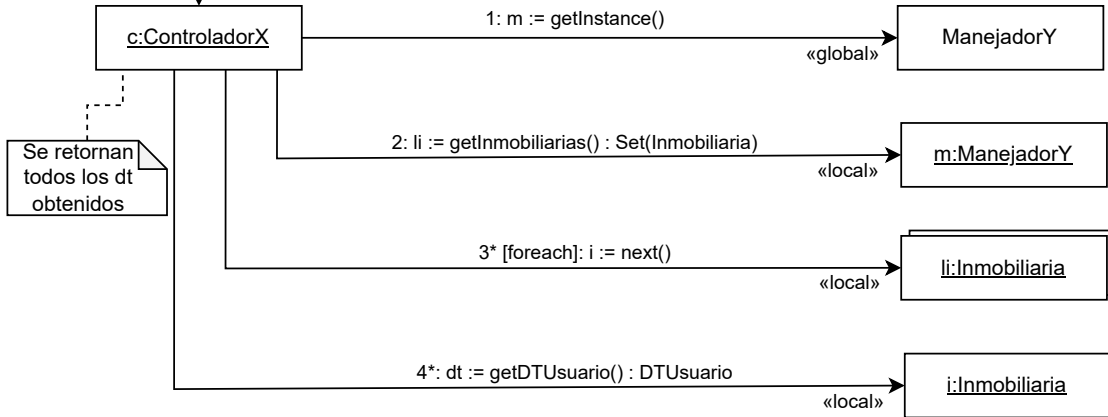 1: m := getInstance()
c:ControladorX
ManejadorY
«global»
2: li := getInmobiliarias() : Set(Inmobiliaria)
m:ManejadorY
«local»
Se retornan
todos los dt
obtenidos
3* [foreach]: i := next()
li:Inmobiliaria
«local»
4*: dt := getDTUsuario() : DTUsuario
i:Inmobiliaria
«local»